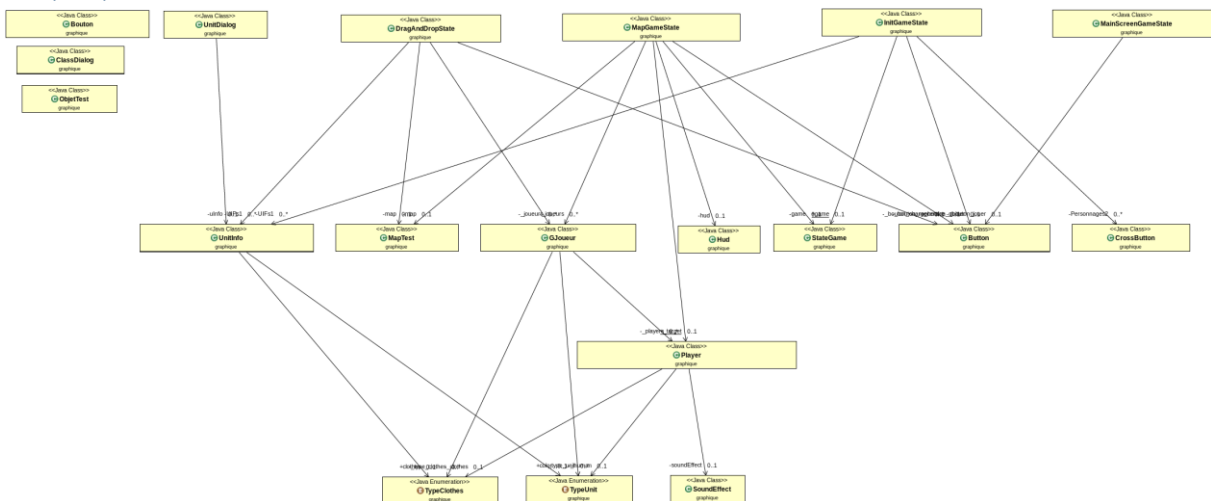 <<Java Class>>
Bouton
graphique
<<Java Class>>
UnitDialog
graphique
<<Java Class>>
DragAndDropState
graphique
<<Java Class>>
MapGameState
graphique
<<Java Class>>
InitGameState
graphique
<<Java Class>>
MainScreenGameState
graphique
<<Java Class>>
ClassDialog
graphique
<<Java Class>>
ObjetTest
graphique
-uInfo 0..* -UIFs1 0..*
-map 0..1
0..*
-hud 0..1
-game 0..1
0..1
-Personnages2 0..*
<<Java Class>>
UnitInfo
graphique
<<Java Class>>
MapTest
graphique
<<Java Class>>
GJoueur
graphique
<<Java Class>>
Hud
graphique
<<Java Class>>
StateGame
graphique
<<Java Class>>
Button
graphique
<<Java Class>>
CrossButton
graphique
0..1
<<Java Class>>
Player
graphique
0..1
0..1
-soundEffect 0..1
<<Java Enumeration>>
TypeClothes
graphique
<<Java Enumeration>>
TypeUnit
graphique
<<Java Class>>
SoundEffect
graphique